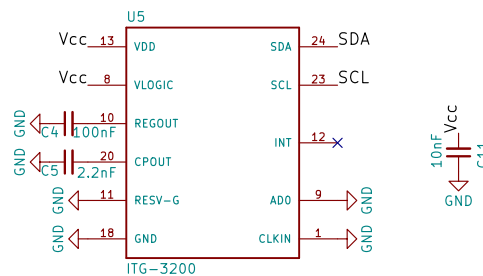 U5
Vcc 13 VDD SDA 24 SDA
Vcc 8 VLOGIC SCL 23 SCL
GND C4 100nF 10 REGOUT
INT 12
GND C5 2.2nF 20 CPOUT
GND 11 RESV-G AD0 9 GND
GND 18 GND CLKIN 1 GND
ITG-3200
Vcc
10nF C11
GND